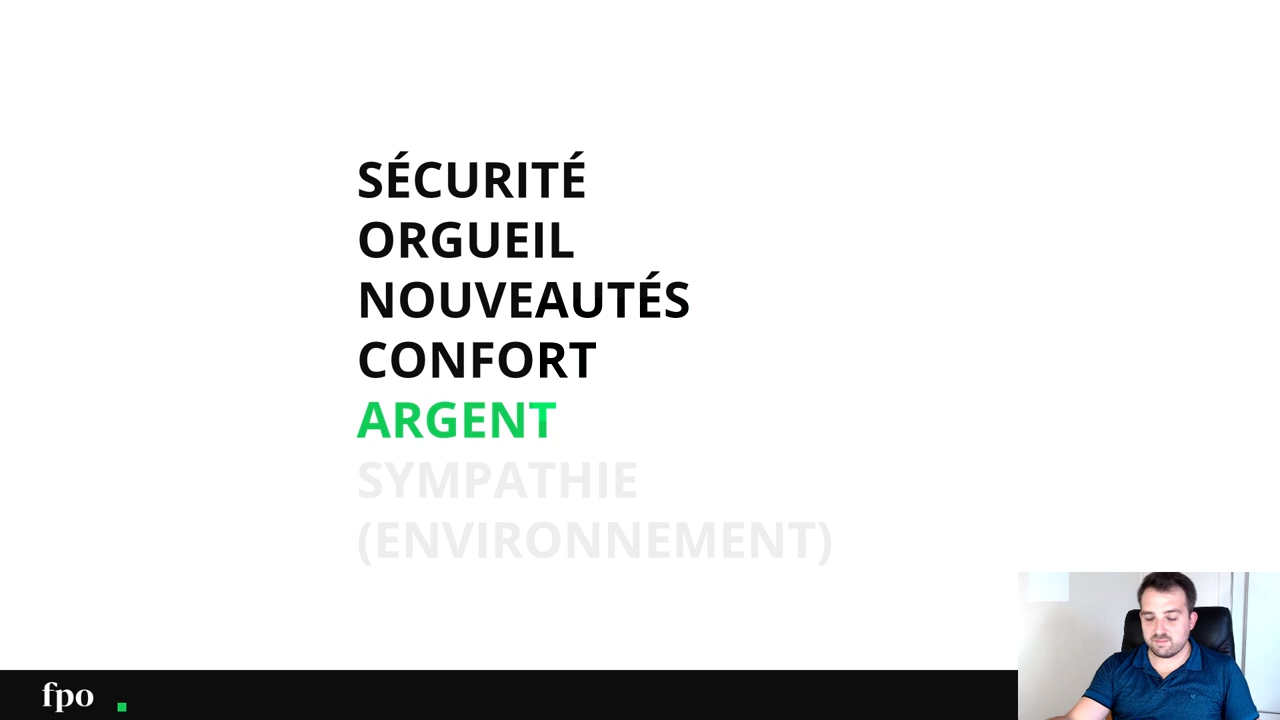 SÉCURITÉ
ORGUEIL
NOUVEAUTÉS
CONFORT
ARGENT
SYMPATHIE
(ENVIRONNEMENT)
fpo